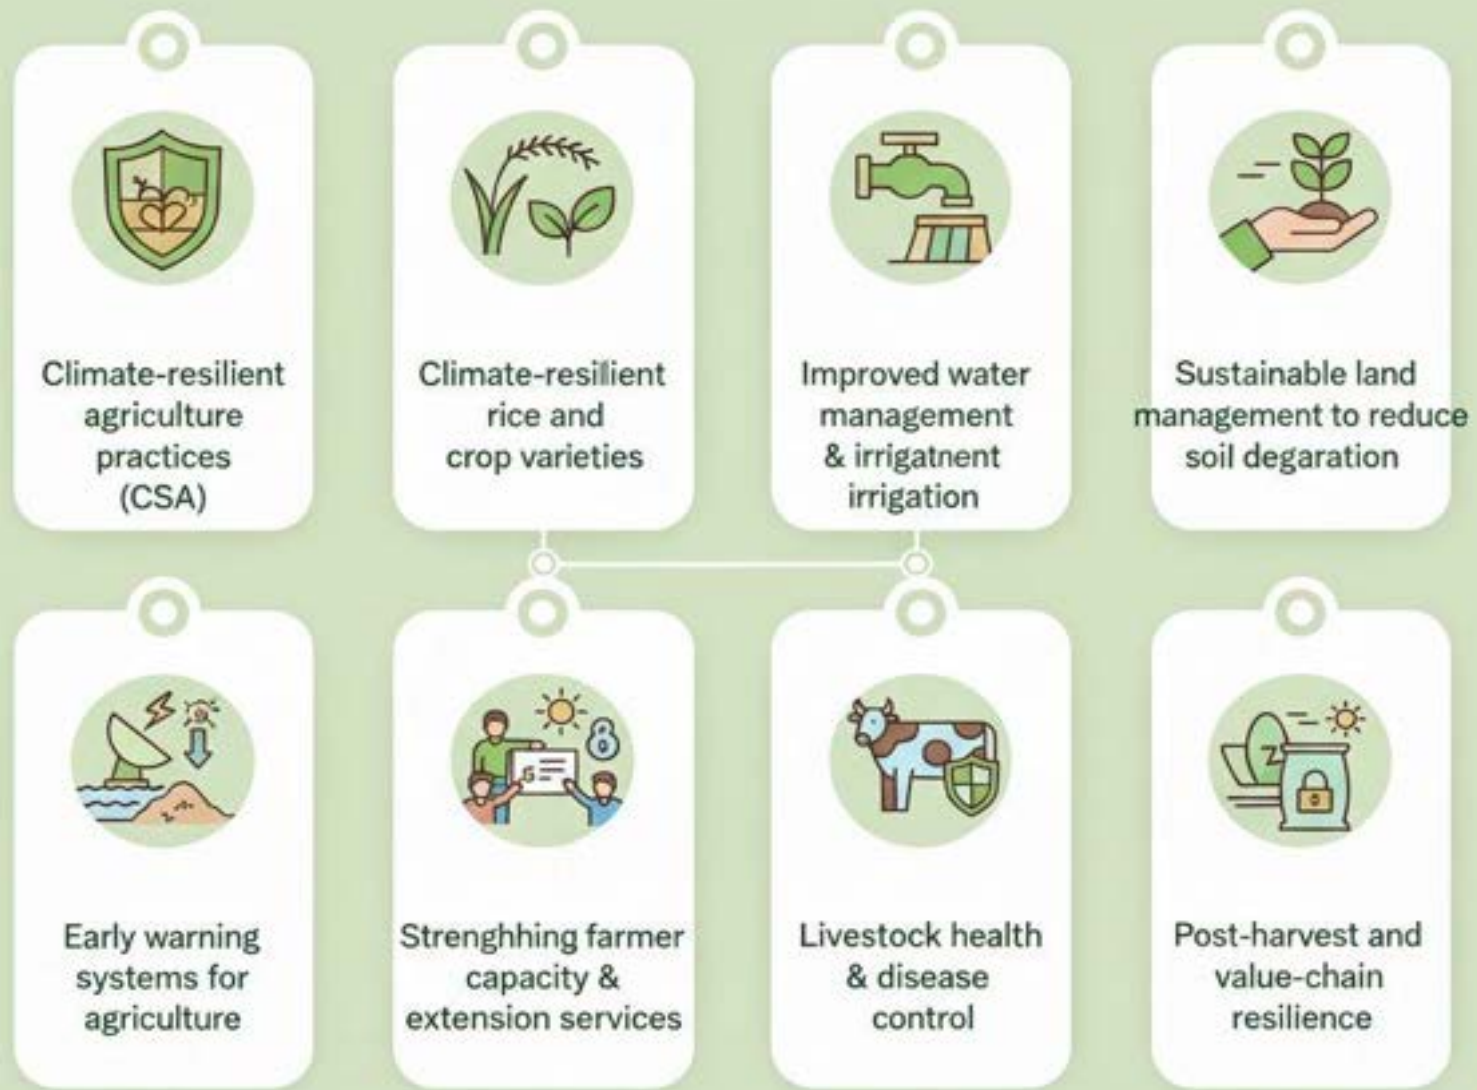 Climate-resilient
agriculture
practices
(CSA)
Climate-resillient
rice and
crop varieties
Improved water
management
& irrigatnent
irrigation
Sustainable land
management to reduce
soil degaration
Early warning
systems for
agriculture
Strenghhing farmer
capacity &
extension services
Livestock health
& disease
control
Post-harvest and
value-chain
resilience